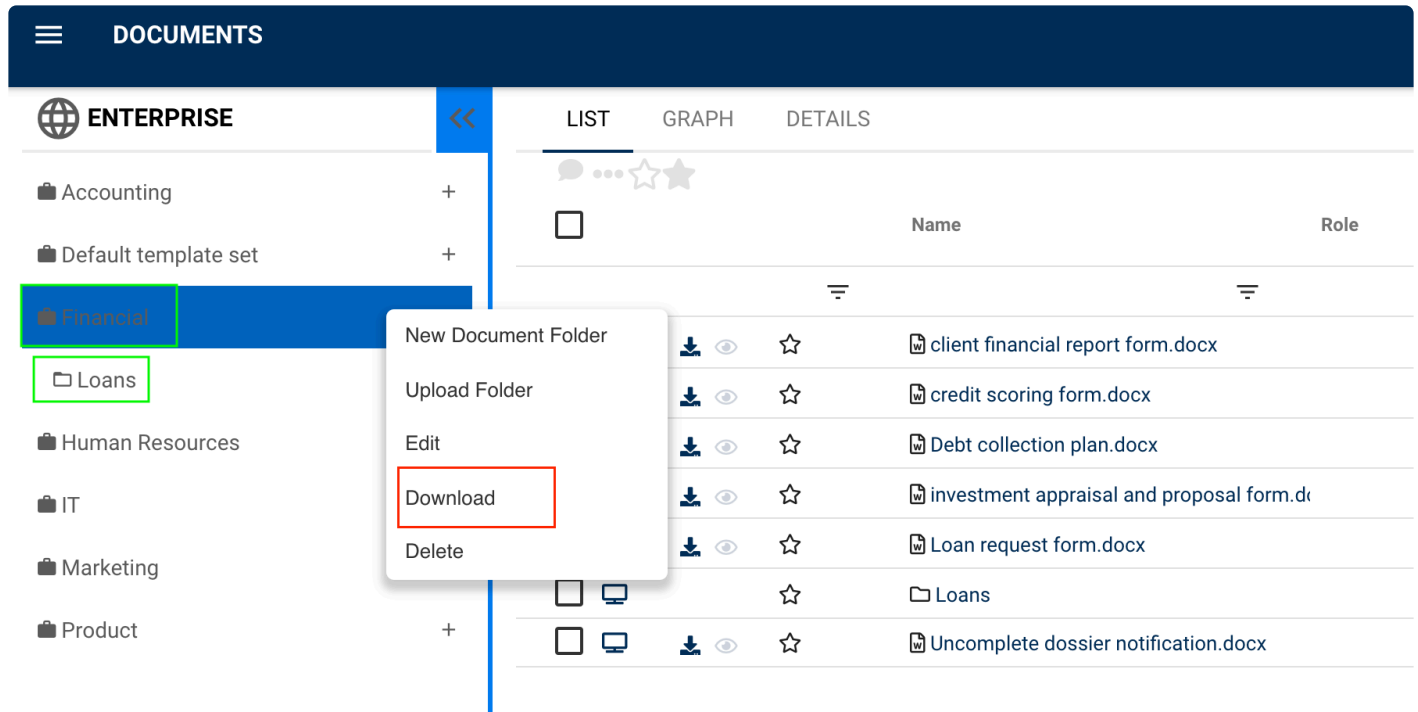 DOCUMENTS
ENTERPRISE
LIST GRAPH DETAILS
Accounting +
Default template set +
Financial
Loans
Human Resources
IT
Marketing
Product +
New Document Folder
Upload Folder
Edit
Download
Delete
Name Role
client financial report form.docx
credit scoring form.docx
Debt collection plan.docx
investment appraisal and proposal form.do
Loan request form.docx
Loans
Uncomplete dossier notification.docx